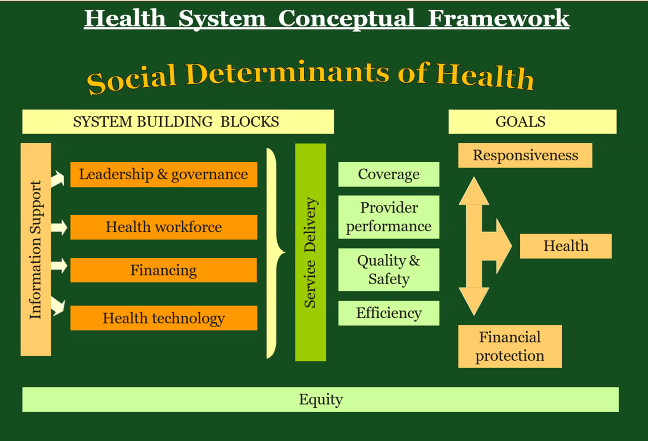 Health System Conceptual Framework
Social Determinants of Health
SYSTEM BUILDING BLOCKS
GOALS
Information Support
Leadership & governance
Health workforce
Financing
Health technology
Service Delivery
Coverage
Provider
performance
Quality &
Safety
Efficiency
Responsiveness
Health
Financial
protection
Equity